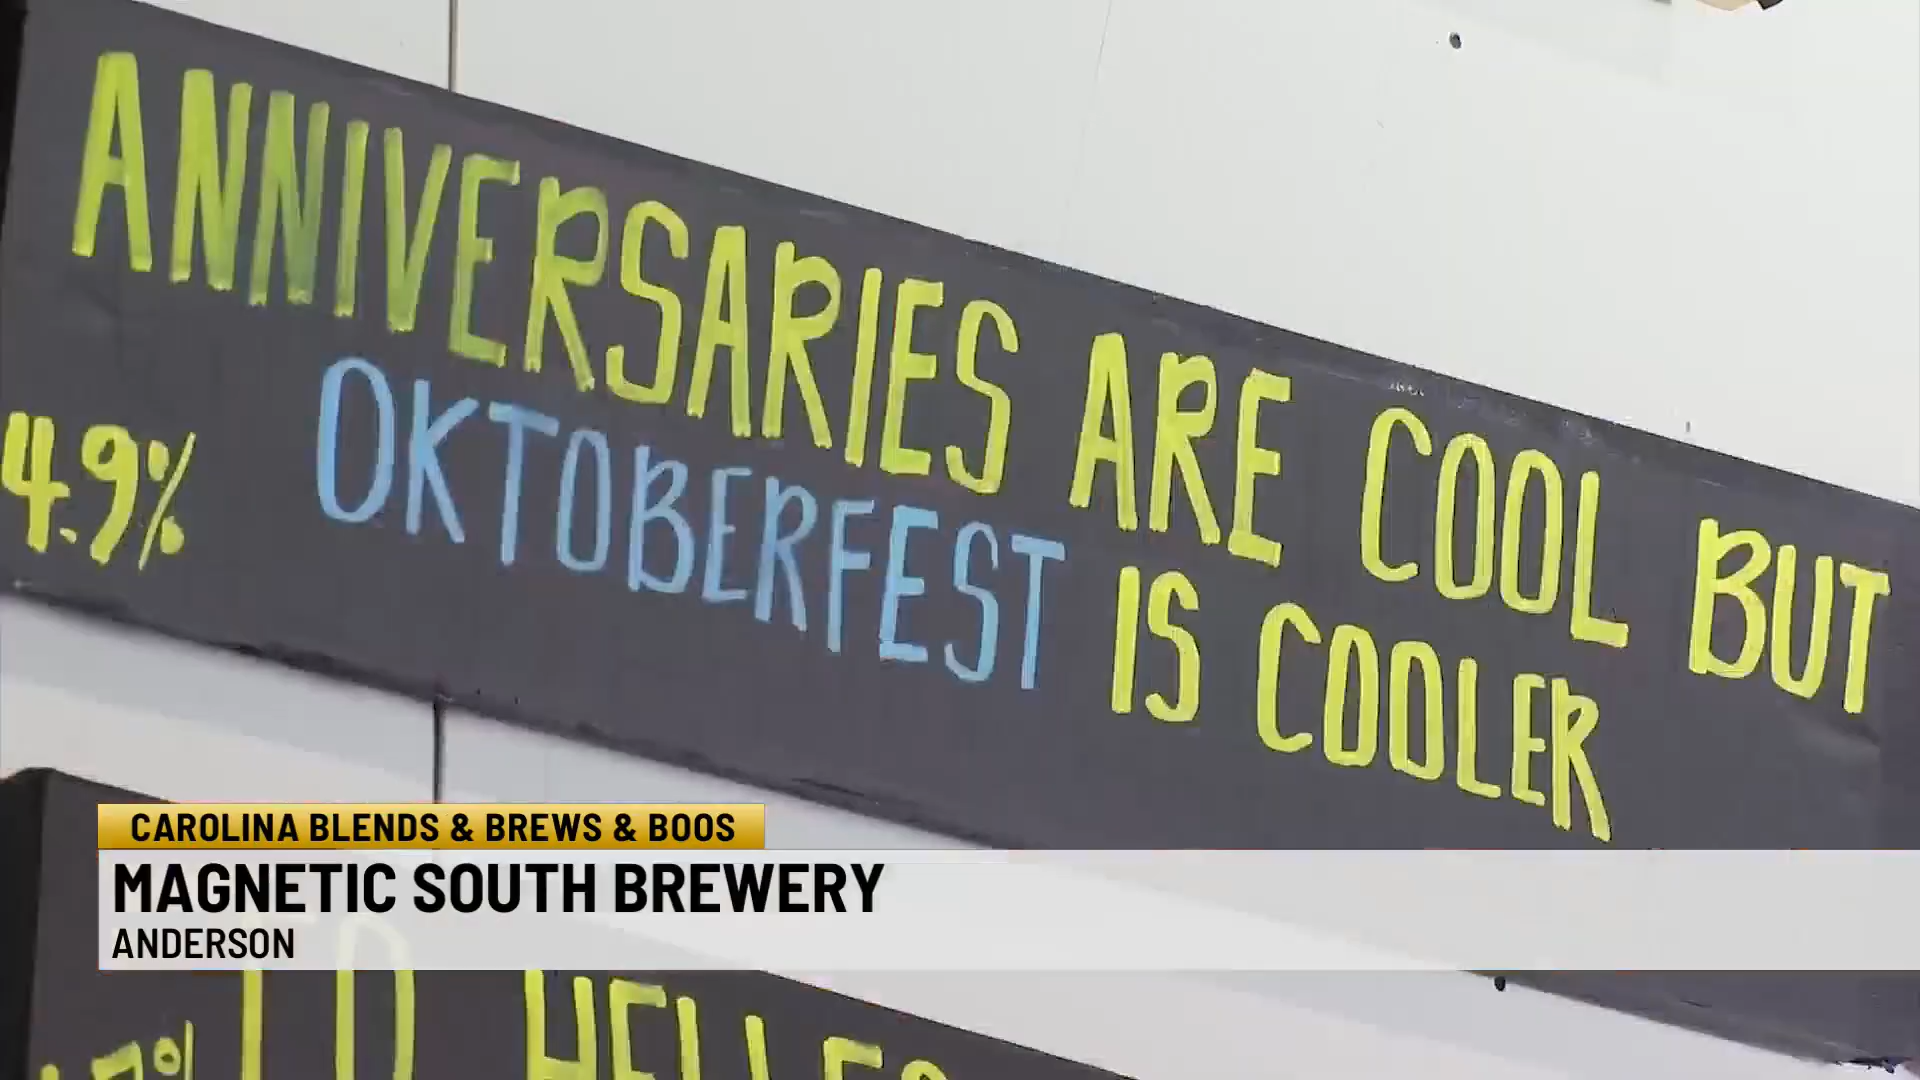 ANNIVERSARIES ARE COOL BUT
4.9% OKTOBERFEST IS COOLER
CAROLINA BLENDS & BREWS & BOOS
MAGNETIC SOUTH BREWERY
ANDERSON